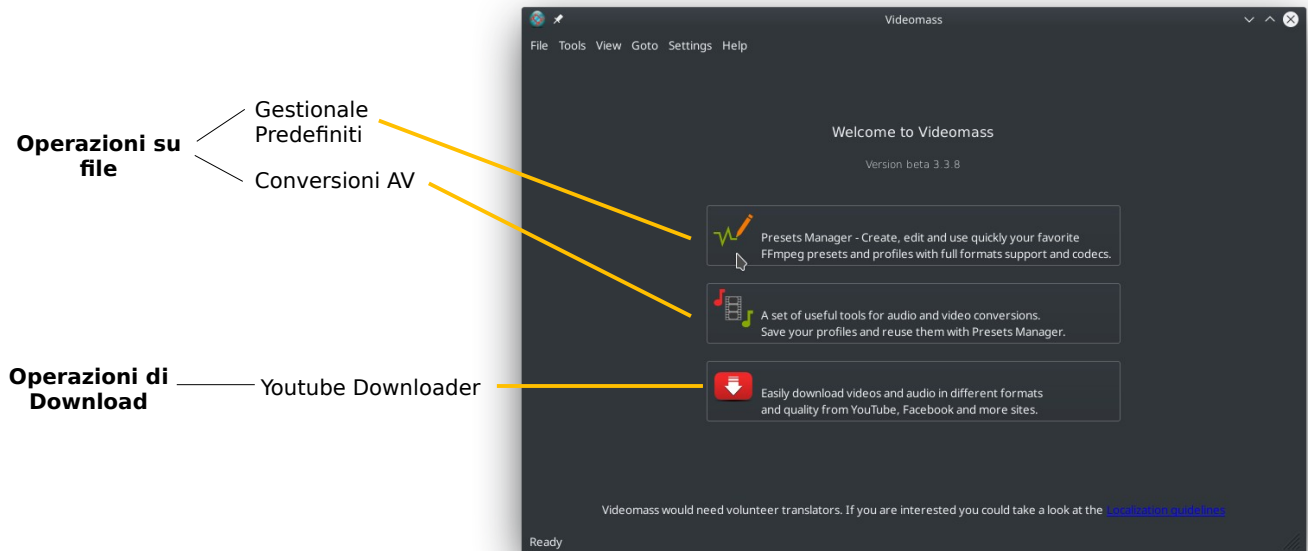 Operazioni su
file
Gestionale
Predefiniti
Conversioni AV
Operazioni di
Download
Youtube Downloader
Videomass
File Tools View Goto Settings Help
Welcome to Videomass
Version beta 3.3.8
Presets Manager - Create, edit and use quickly your favorite
FFmpeg presets and profiles with full formats support and codecs.
A set of useful tools for audio and video conversions.
Save your profiles and reuse them with Presets Manager.
Easily download videos and audio in different formats
and quality from YouTube, Facebook and more sites.
Videomass would need volunteer translators. If you are interested you could take a look at the Localization guidelines
Ready